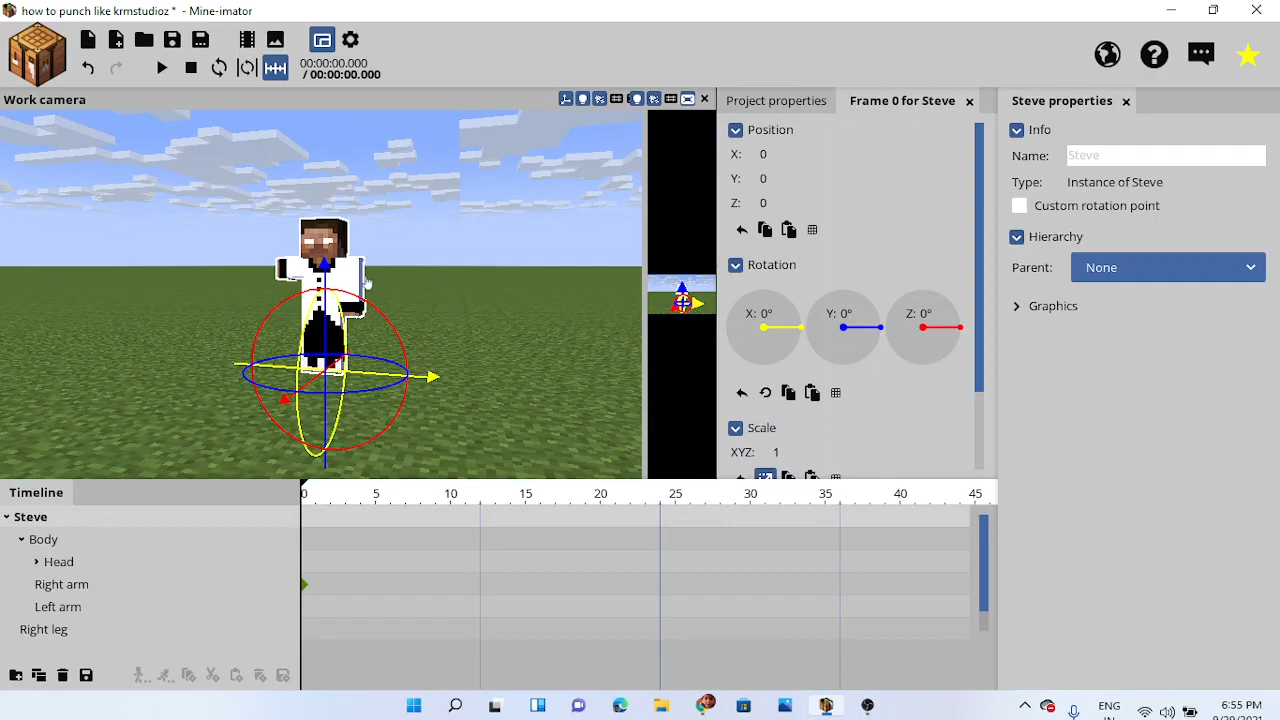 how to punch like krmstudioz * - Mine-imator
00:00:00.000
/ 00:00:00.000
Work camera
Project properties
Frame 0 for Steve
Steve properties
Position
X: 0
Y: 0
Z: 0
Rotation
X: 0°
Y: 0°
Z: 0°
Scale
XYZ: 1
Info
Name: Steve
Type: Instance of Steve
Custom rotation point
Hierarchy
Parent: None
Graphics
Timeline
0 5 10 15 20 25 30 35 40 45
Steve
Body
Head
Right arm
Left arm
Right leg
ENG
IN
6:55 PM